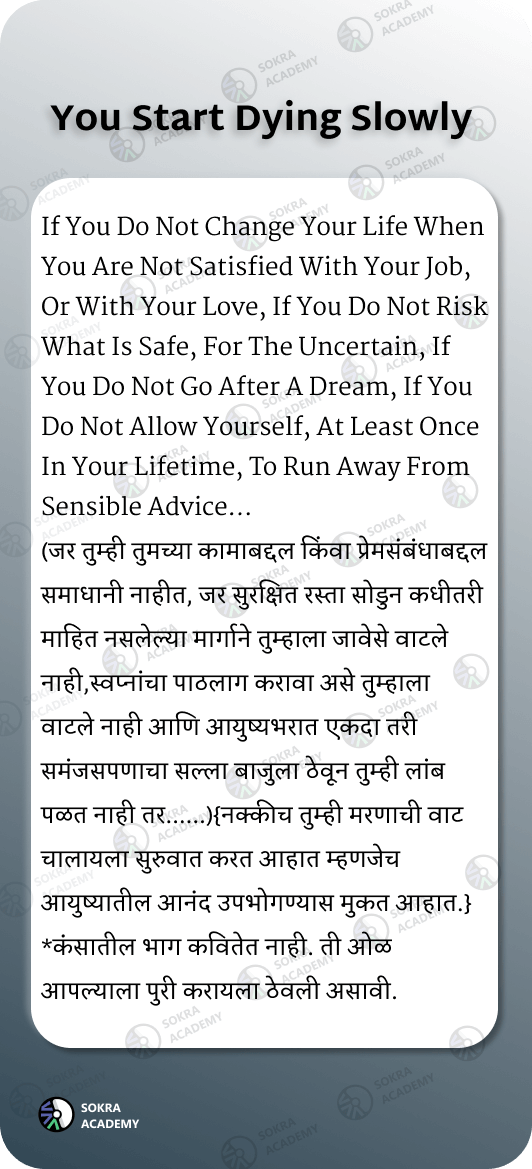 You Start Dying Slowly
If You Do Not Change Your Life When
You Are Not Satisfied With Your Job,
Or With Your Love, If You Do Not Risk
What Is Safe, For The Uncertain, If
You Do Not Go After A Dream, If You
Do Not Allow Yourself, At Least Once
In Your Lifetime, To Run Away From
Sensible Advice...
(जर तुम्ही तुमच्या कामाबद्दल किंवा प्रेमसंबंधाबद्दल
समाधानी नाहीत, जर सुरक्षित रस्ता सोडुन कधीतरी
माहित नसलेल्या मार्गाने तुम्हाला जावेसे वाटले
नाही,स्वप्नांचा पाठलाग करावा असे तुम्हाला
वाटले नाही आणि आयुष्यभरात एकदा तरी
समंजसपणाचा सल्ला बाजुला ठेवून तुम्ही लांब
पळत नाही तर......){नक्कीच तुम्ही मरणाची वाट
चालायला सुरुवात करत आहात म्हणजेच
आयुष्यातील आनंद उपभोगण्यास मुकत आहात.}
*कंसातील भाग कवितेत नाही. ती ओळ
आपल्याला पुरी करायला ठेवली असावी.
SOKRA
ACADEMY